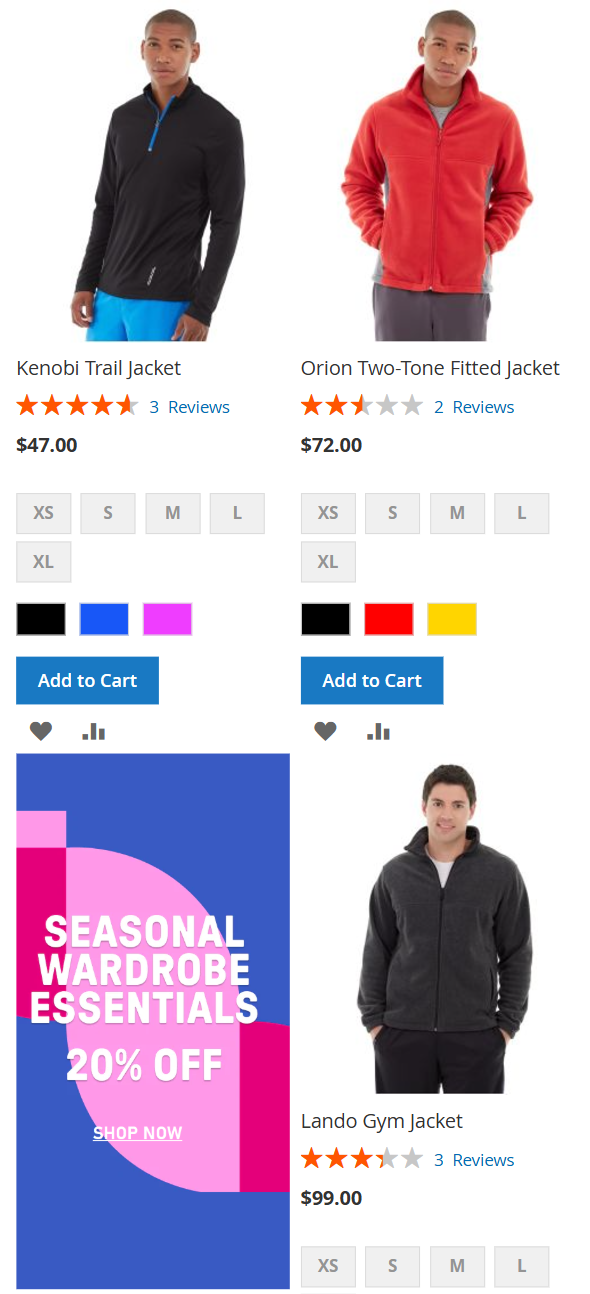 Kenobi Trail Jacket
3 Reviews
$47.00
XS S M L
XL
Add to Cart
Orion Two-Tone Fitted Jacket
2 Reviews
$72.00
XS S M L
XL
Add to Cart
SEASONAL
WARDROBE
ESSENTIALS
20% OFF
SHOP NOW
Lando Gym Jacket
3 Reviews
$99.00
XS S M L